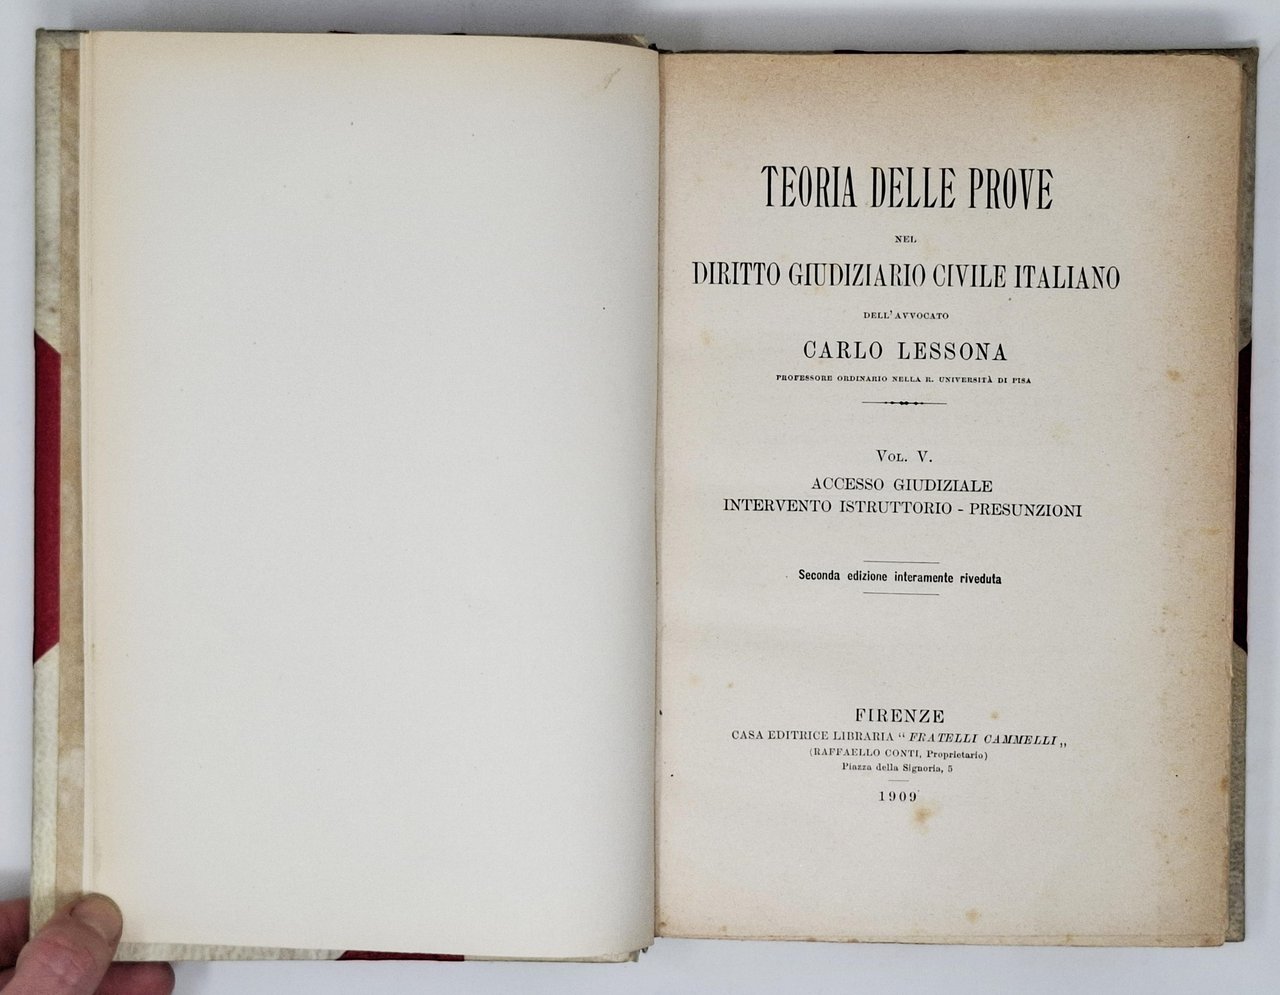 TEORIA DELLE PROVE
NEL
DIRITTO GIUDIZIARIO CIVILE ITALIANO
DELL'AVVOCATO
CARLO LESSONA
PROFESSORE ORDINARIO NELLA R. UNIVERSITÀ DI PISA
VOL. V.
ACCESSO GIUDIZIALE
INTERVENTO ISTRUTTORIO - PRESUNZIONI
Seconda edizione interamente riveduta
FIRENZE
CASA EDITRICE LIBRARIA “ FRATELLI CAMMELLI „
(RAFFAELLO CONTI, Proprietario)
Piazza della Signoria, 5
1909